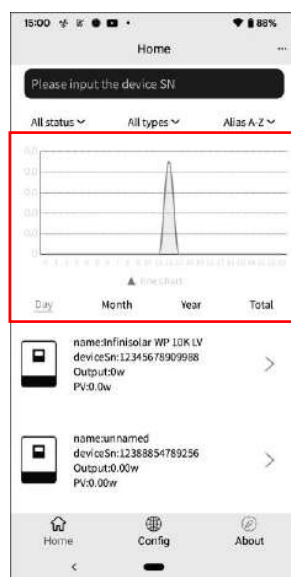 15:00
88%
Home
Please input the device SN
All status
All types
Alias A-Z
Day
Month
Year
Total
name:Infinisolar WP 10K LV
deviceSn:12345678909988
Output:0w
PV:0.0w
name:unnamed
deviceSn:12388854789256
Output:0.00w
PV:0.00w
Home
Config
About